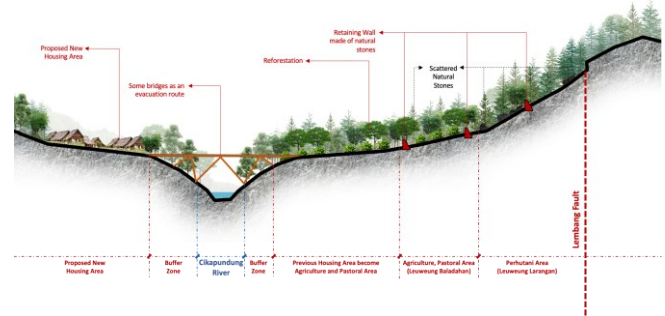 Retaining Wall
made of natural
stones
Proposed New
Housing Area
Reforestation
Scattered
Natural
Stones
Some bridges as an
evacuation route
Lembang Fault
Proposed New
Housing Area
Buffer
Zone
Cikapundung
River
Buffer
Zone
Previous Housing Area become
Agriculture and Pastoral Area
Agriculture, Pastoral Area
(Leuweung Baladahan)
Perhutani Area
(Leuweung Larangan)